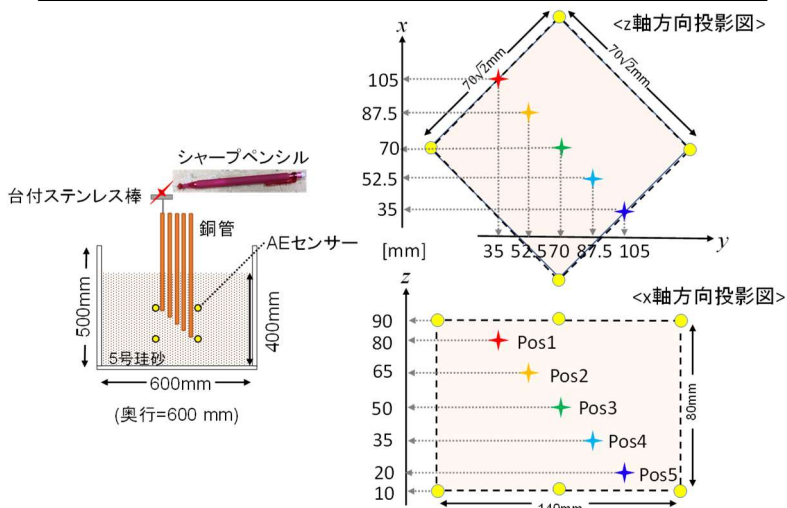 シャープペンシル
台付ステンレス棒
銅管
AEセンサー
500mm
400mm
5号珪砂
600mm
(奥行=600 mm)
<z軸方向投影図>
x
70√2mm
70√2mm
105
87.5
70
52.5
35
[mm]
35 52.5 70 87.5 105
y
<x軸方向投影図>
z
90
80
65
50
35
20
10
Pos1
Pos2
Pos3
Pos4
Pos5
80mm
140mm